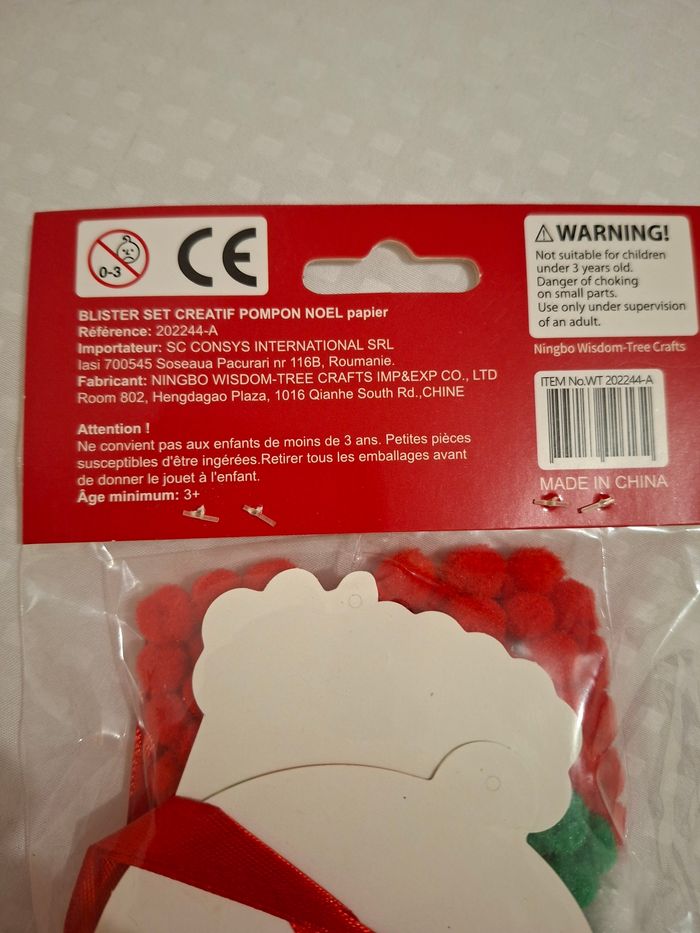 0-3
CE
BLISTER SET CREATIF POMPON NOEL papier
Référence: 202244-A
Importateur: SC CONSYS INTERNATIONAL SRL
Iasi 700545 Soseaua Pacurari nr 116B, Roumanie.
Fabricant: NINGBO WISDOM-TREE CRAFTS IMP&EXP CO., LTD
Room 802, Hengdagao Plaza, 1016 Qianhe South Rd.,CHINE
Attention !
Ne convient pas aux enfants de moins de 3 ans. Petites pièces
susceptibles d'être ingérées.Retirer tous les emballages avant
de donner le jouet à l'enfant.
Âge minimum: 3+
⚠WARNING!
Not suitable for children
under 3 years old.
Danger of choking
on small parts.
Use only under supervision
of an adult.
Ningbo Wisdom-Tree Crafts
ITEM No.WT 202244-A
MADE IN CHINA